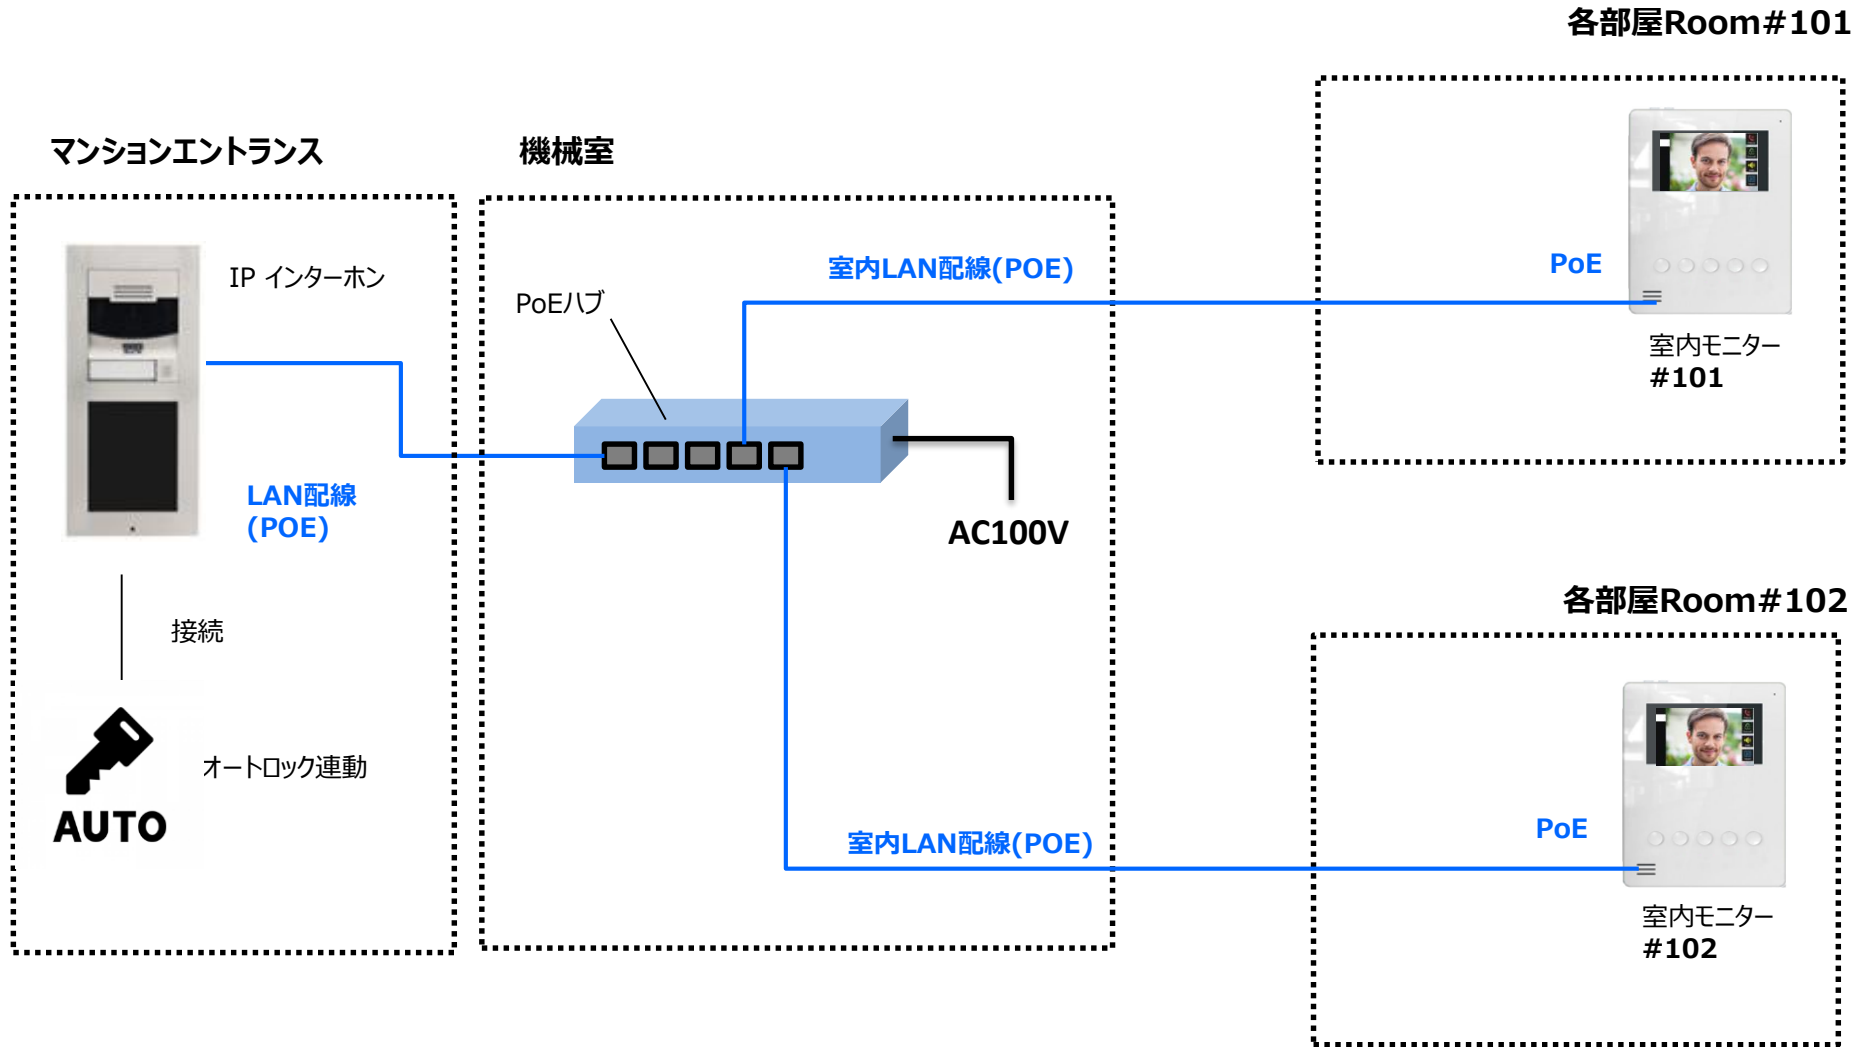 各部屋Room#101
マンションエントランス
機械室
IP インターホン
PoEハブ
室内LAN配線(POE)
PoE
室内モニター
#101
LAN配線
(POE)
AC100V
接続
オートロック連動
AUTO
各部屋Room#102
室内LAN配線(POE)
PoE
室内モニター
#102